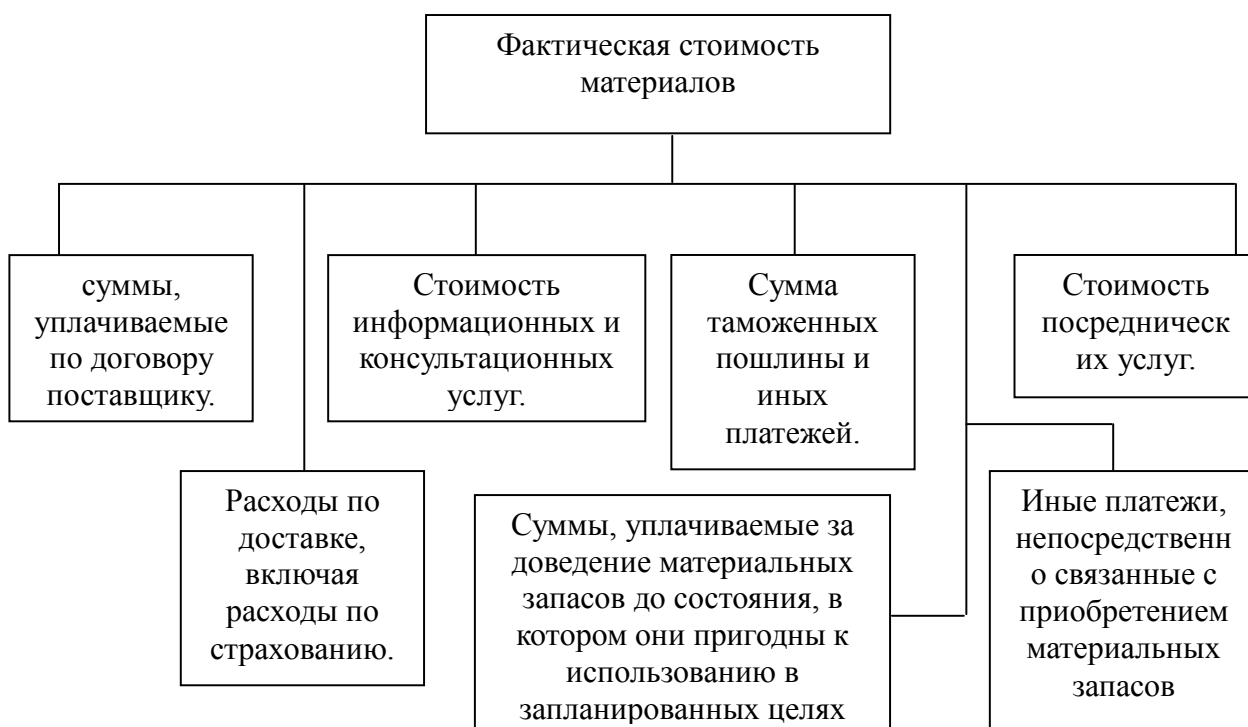 Фактическая стоимость
материалов
суммы,
уплачиваемые
по договору
поставщику.
Стоимость
информационных и
консультационных
услуг.
Сумма
таможенных
пошлины и
иных
платежей.
Стоимость
посредническ
их услуг.
Расходы по
доставке,
включая
расходы по
страхованию.
Суммы, уплачиваемые за
доведение материальных
запасов до состояния, в
котором они пригодны к
использованию в
запланированных целях
Иные платежи,
непосредственн
о связанные с
приобретением
материальных
запасов